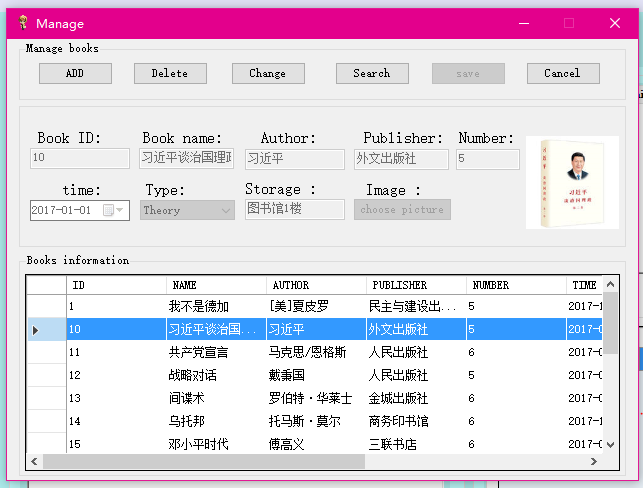 Manage
Manage books
ADD Delete Change Search save Cancel
Book ID: Book name: Author: Publisher: Number:
10 习近平谈治国理政 习近平 外文出版社 5
time: Type: Storage : Image :
2017-01-01 Theory 图书馆1楼 choose picture
习近平
谈治国理政
Books information
ID NAME AUTHOR PUBLISHER NUMBER TIME
1 我不是德加 [美]夏皮罗 民主与建设出... 5 2017-1
10 习近平谈治国... 习近平 外文出版社 5 2017-0
11 共产党宣言 马克思/恩格斯 人民出版社 6 2017-0
12 战略对话 戴秉国 人民出版社 5 2017-0
13 间谍术 罗伯特·华莱士 金城出版社 6 2017-0
14 乌托邦 托马斯·莫尔 商务印书馆 6 2017-0
15 邓小平时代 傅高义 三联书店 6 2017-0